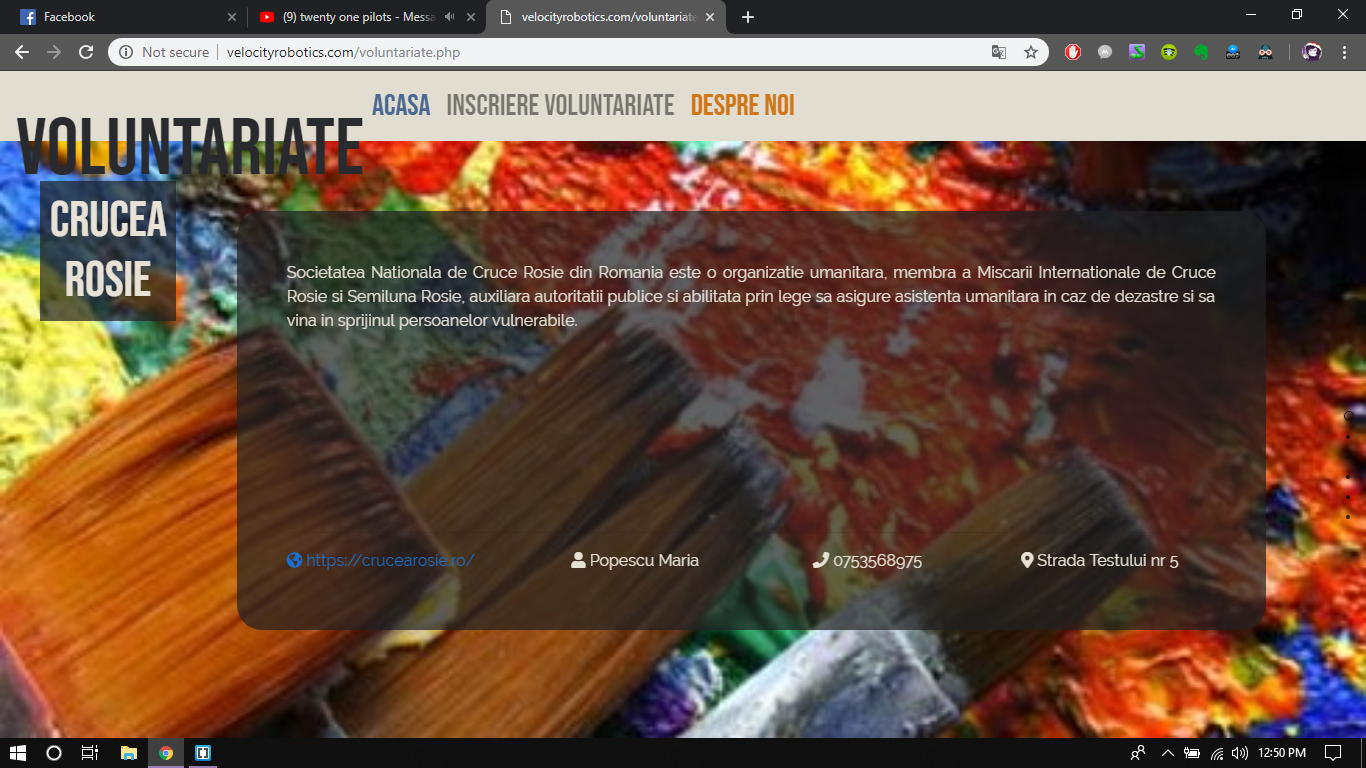 Facebook
(9) twenty one pilots - Messa
velocityrobotics.com/voluntariate
Not secure
velocityrobotics.com/voluntariate.php
ACASA INSCRIERE VOLUNTARIATE DESPRE NOI
VOLUNTARIATE
CRUCEA
ROSIE
Societatea Nationala de Cruce Rosie din Romania este o organizatie umanitara, membra a Miscarii Internationale de Cruce
Rosie si Semiluna Rosie, auxiliara autoritatii publice si abilitata prin lege sa asigure asistenta umanitara in caz de dezastre si sa
vina in sprijinul persoanelor vulnerabile.
https://crucearosie.ro/ Popescu Maria 0753568975 Strada Testului nr 5
12:50 PM